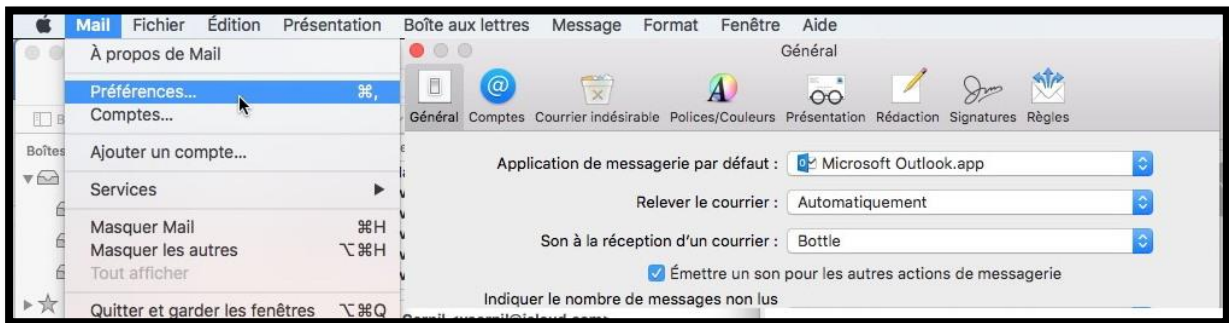 Mail Fichier Édition Présentation Boîte aux lettres Message Format Fenêtre Aide
À propos de Mail
Préférences... ⌘,
Comptes...
Ajouter un compte...
Services
Masquer Mail ⌘H
Masquer les autres ⌥⌘H
Tout afficher
Quitter et garder les fenêtres ⌥⌘Q
Boîtes
Général
Général Comptes Courrier indésirable Polices/Couleurs Présentation Rédaction Signatures Règles
Application de messagerie par défaut : Microsoft Outlook.app
Relever le courrier : Automatiquement
Son à la réception d'un courrier : Bottle
Émettre un son pour les autres actions de messagerie
Indiquer le nombre de messages non lus